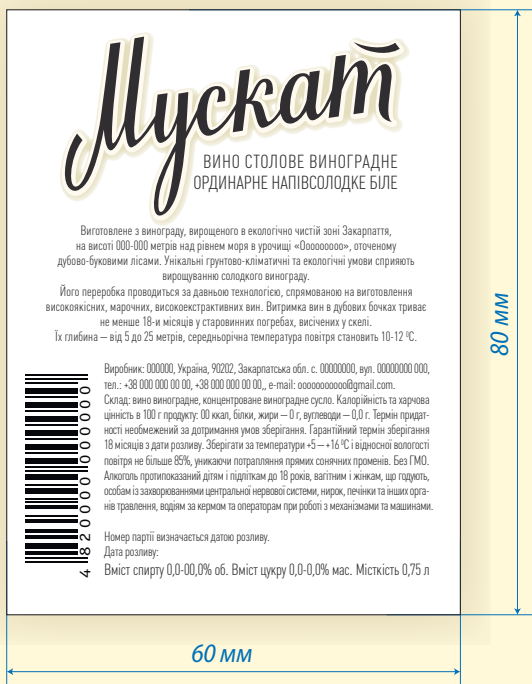 Мускат
ВИНО СТОЛОВЕ ВИНОГРАДНЕ
ОРДИНАРНЕ НАПІВСОЛОДКЕ БІЛЕ
Виготовлене з винограду, вирощеного в екологічно чистій зоні Закарпаття,
на висоті 000-000 метрів над рівнем моря в урочищі «Ооооооооо», оточеному
дубово-буковими лісами. Унікальні грунтово-кліматичні та екологічні умови сприяють
вирощуванню солодкого винограду.
Його переробка проводиться за давньою технологією, спрямованою на виготовлення
високоякісних, марочних, високоекстрактивних вин. Витримка вин в дубових бочках триває
не менше 18-и місяців у старовинних погребах, висічених у скелі.
Їх глибина – від 5 до 25 метрів, середньорічна температура повітря становить 10-12 ⁰С.
Виробник: 000000, Україна, 90202, Закарпатська обл. с. 00000000, вул. 00000000 000,
тел.: +38 000 000 00 00, +38 000 000 00 00,, e-mail: ooooooooooo@gmail.com.
Склад: вино виноградне, концентроване виноградне сусло. Калорійність та харчова
цінність в 100 г продукту: 00 ккал, білки, жири – 0 г, вуглеводи – 0,0 г. Термін придат-
ності необмежений за дотримання умов зберігання. Гарантійний термін зберігання
18 місяців з дати розливу. Зберігати за температури +5 – +16 ⁰С і відносної вологості
повітря не більше 85%, уникаючи потрапляння прямих сонячних променів. Без ГМО.
Алкоголь протипоказаний дітям і підліткам до 18 років, вагітним і жінкам, що годують,
особам із захворюваннями центральної нервової системи, нирок, печінки та інших орга-
нів травлення, водіям за кермом та операторам при роботі з механізмами та машинами.
Номер партії визначається датою розливу.
Дата розливу:
Вміст спирту 0,0-00,0% об. Вміст цукру 0,0-0,0% мас. Місткість 0,75 л
4 820000 000000
80 мм
60 мм